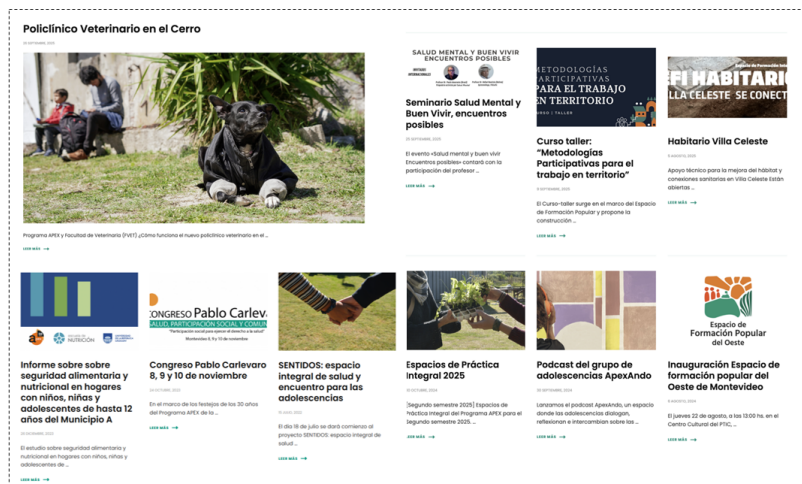 Policlínico Veterinario en el Cerro
Programa APEX y Facultad de Veterinaria (FVET) ¿Cómo funciona el nuevo policlínico veterinario en el ...
LEER MÁS
SALUD MENTAL Y BUEN VIVIR
ENCUENTROS POSIBLES
Seminario Salud Mental y
Buen Vivir, encuentros
posibles
El evento «Salud mental y buen vivir
Encuentros posibles» contará con la
participación del profesor ...
LEER MÁS
METODOLOGÍAS
PARTICIPATIVAS
PARA EL TRABAJO
EN TERRITORIO
CURSO | TALLER
Curso taller:
“Metodologías
Participativas para el
trabajo en territorio”
El Curso-taller surge en el marco del Espacio
de Formación Popular y propone la
construcción ...
LEER MÁS
Espacio de Formación Inte
EFI HABITARI
LLA CELESTE SE CONECT
Habitario Villa Celeste
Apoyo técnico para la mejora del hábitat y
conexiones sanitarias en Villa Celeste Están
abiertas ...
LEER MÁS
NUTRICIÓN
Informe sobre sobre
seguridad alimentaria y
nutricional en hogares
con niños, niñas y
adolescentes de hasta 12
años del Municipio A
El estudio sobre seguridad alimentaria y
nutricional en hogares con niños, niñas y
adolescentes de ...
LEER MÁS
CONGRESO Pablo Carleva
SALUD, PARTICIPACIÓN SOCIAL Y COMUN
"Participación social para ejercer el derecho a la salud"
Montevideo 8, 9 y 10 de noviembre
Congreso Pablo Carlevaro
8, 9 y 10 de noviembre
En el marco de los festejos de los 30 años
del Programa APEX de la ...
LEER MÁS
SENTIDOS: espacio
integral de salud y
encuentro para las
adolescencias
El día 18 de julio se dará comienzo al
proyecto SENTIDOS: espacio integral de
salud ...
LEER MÁS
Espacios de Práctica
Integral 2025
[Segundo semestre 2025] Espacios de
Práctica Integral del Programa APEX para el
Segundo semestre 2025. ...
LEER MÁS
Podcast del grupo de
adolescencias ApexAndo
Lanzamos el podcast ApexAndo, un espacio
donde las adolescencias dialogan,
reflexionan e intercambian sobre las ...
LEER MÁS
Espacio de
Formación Popular
del Oeste
Inauguración Espacio de
formación popular del
Oeste de Montevideo
El jueves 22 de agosto, a las 13:00 hs. en el
Centro Cultural del PTIC, ...
LEER MÁS